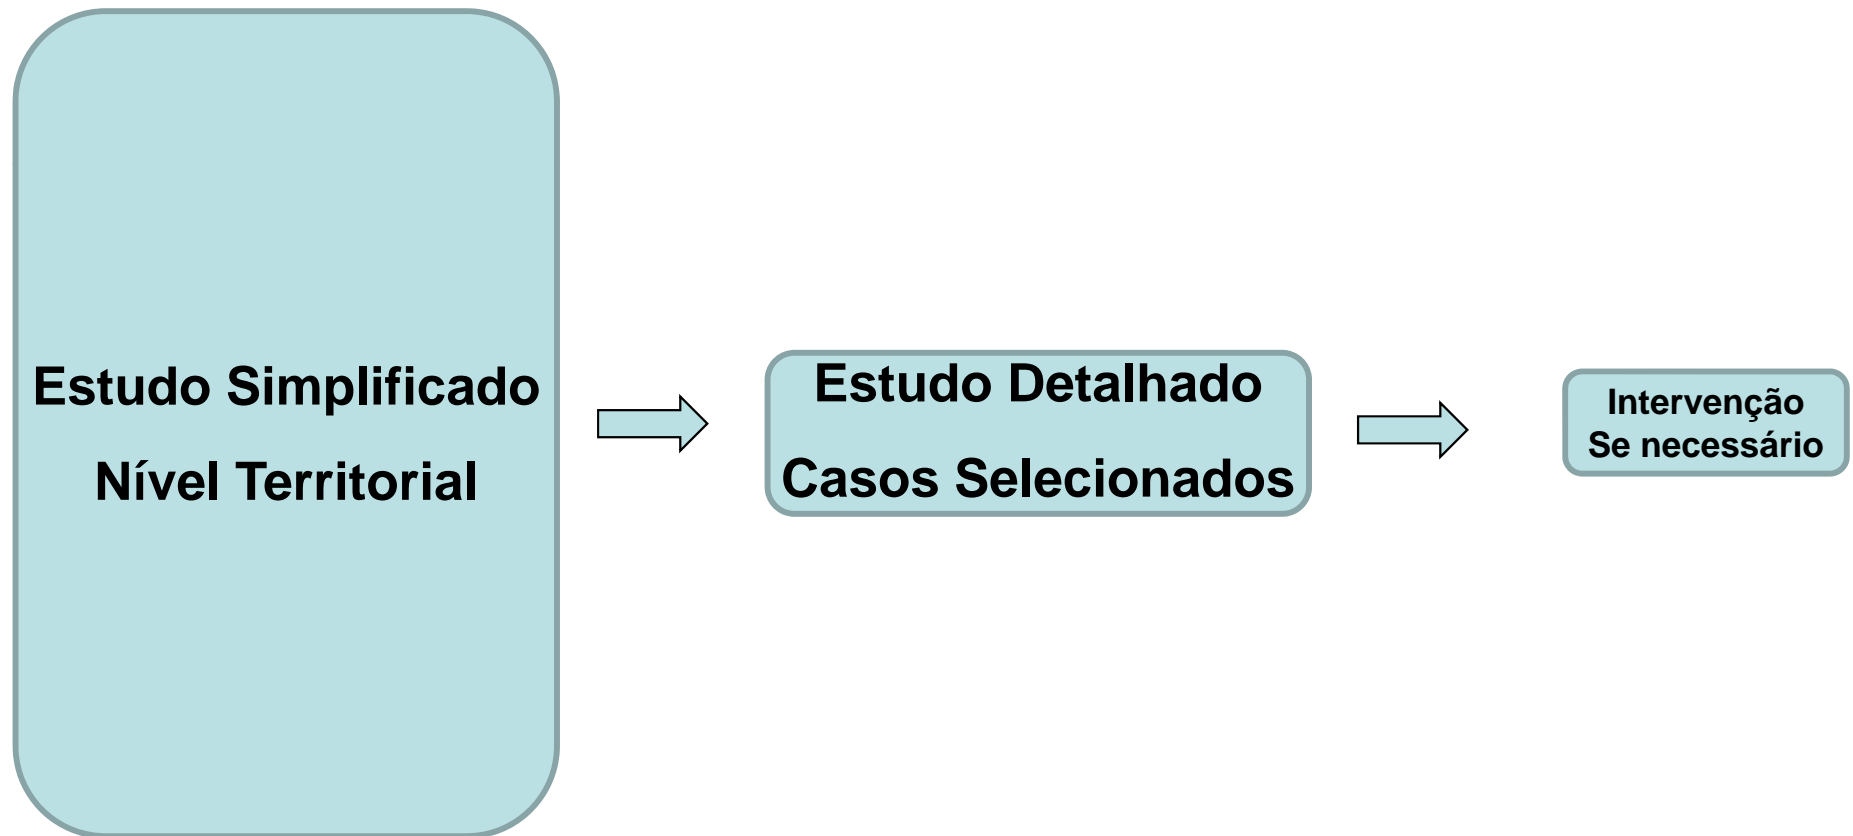 Estudo Simplificado
Nível Territorial
Estudo Detalhado
Casos Selecionados
Intervenção
Se necessário